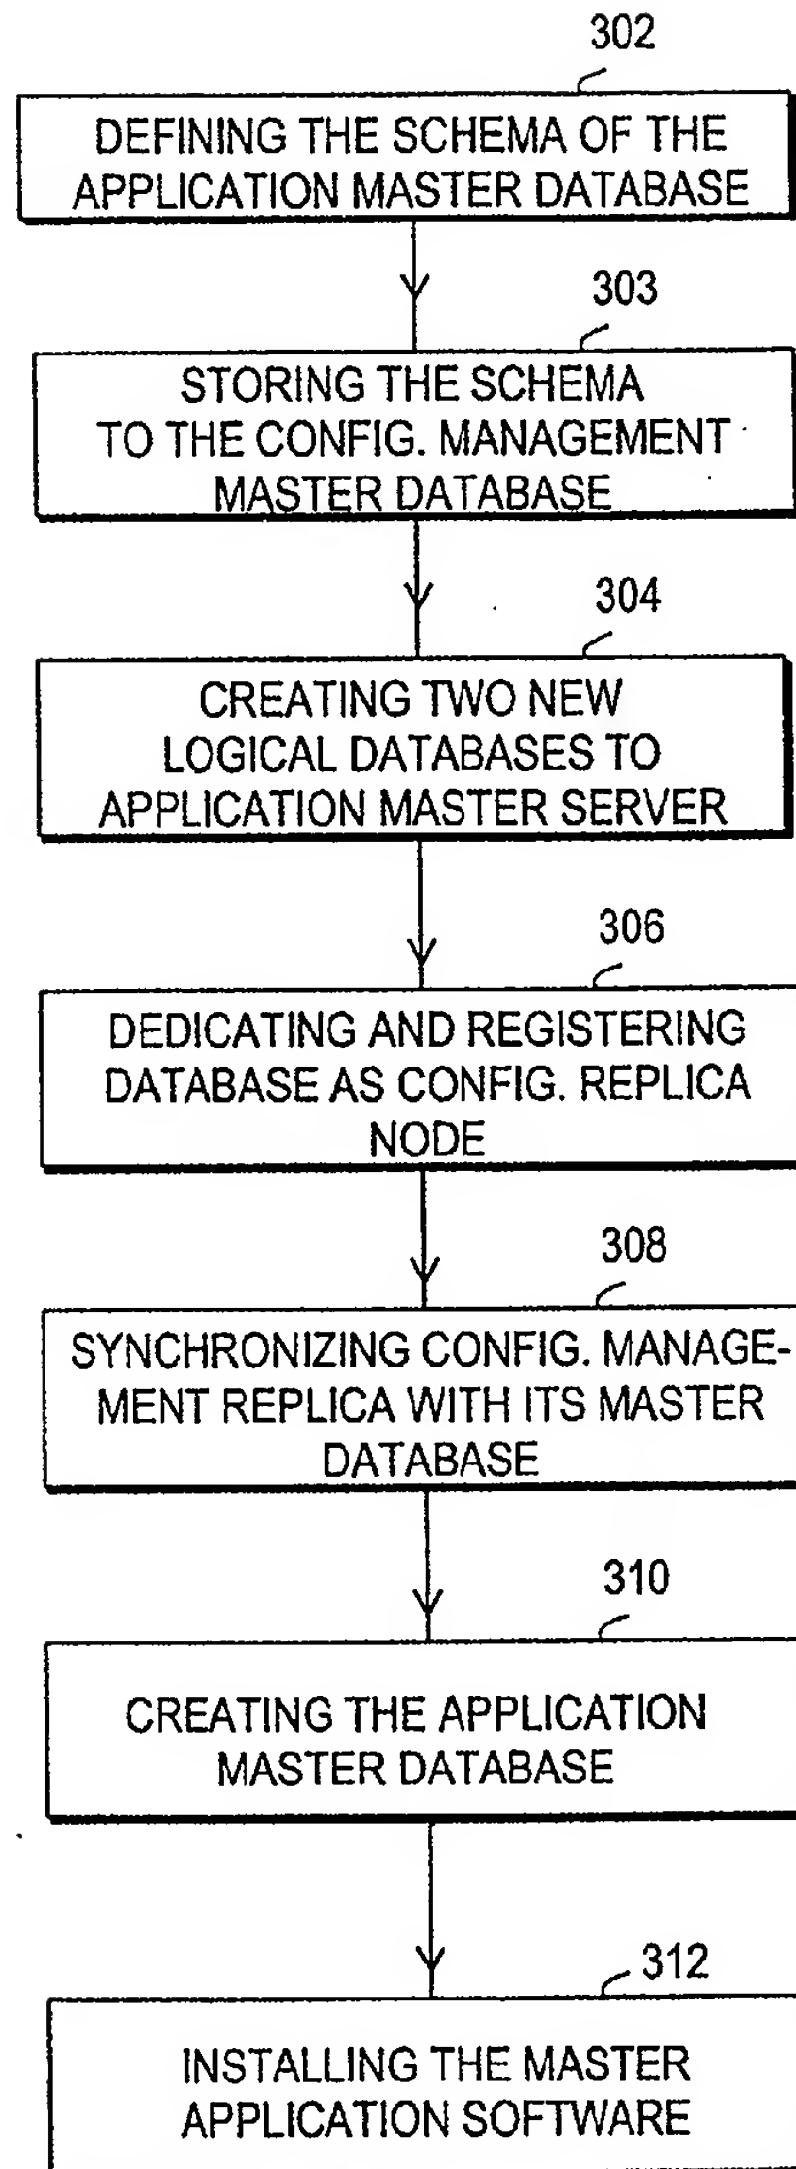 302
DEFINING THE SCHEMA OF THE
APPLICATION MASTER DATABASE
303
STORING THE SCHEMA
TO THE CONFIG. MANAGEMENT
MASTER DATABASE
304
CREATING TWO NEW
LOGICAL DATABASES TO
APPLICATION MASTER SERVER
306
DEDICATING AND REGISTERING
DATABASE AS CONFIG. REPLICA
NODE
308
SYNCHRONIZING CONFIG. MANAGE-
MENT REPLICA WITH ITS MASTER
DATABASE
310
CREATING THE APPLICATION
MASTER DATABASE
312
INSTALLING THE MASTER
APPLICATION SOFTWARE